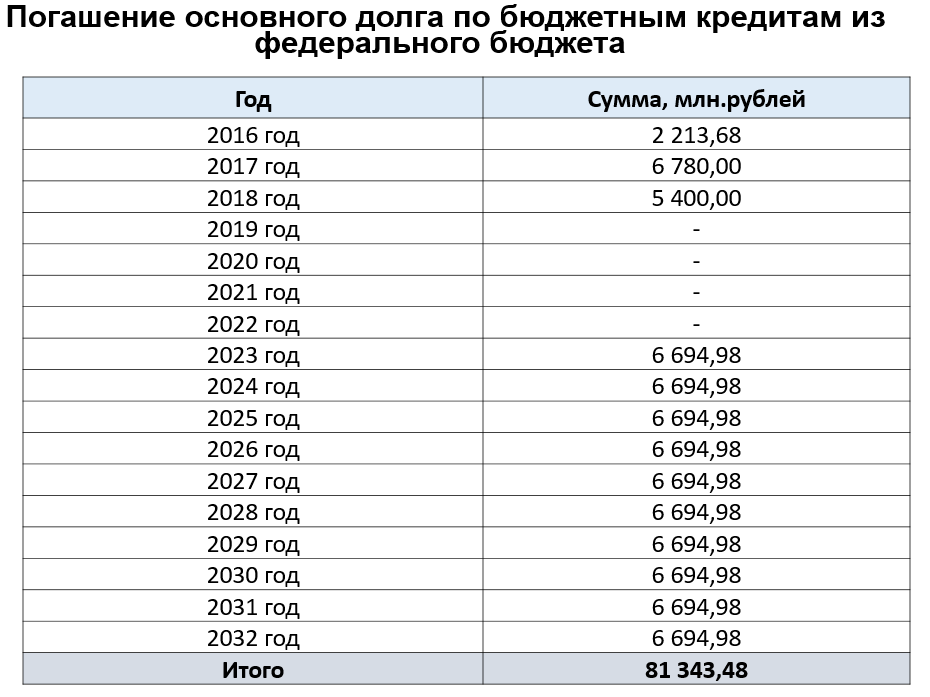 Погашение основного долга по бюджетным кредитам из
федерального бюджета
Год Сумма, млн.рублей
2016 год 2 213,68
2017 год 6 780,00
2018 год 5 400,00
2019 год -
2020 год -
2021 год -
2022 год -
2023 год 6 694,98
2024 год 6 694,98
2025 год 6 694,98
2026 год 6 694,98
2027 год 6 694,98
2028 год 6 694,98
2029 год 6 694,98
2030 год 6 694,98
2031 год 6 694,98
2032 год 6 694,98
Итого 81 343,48